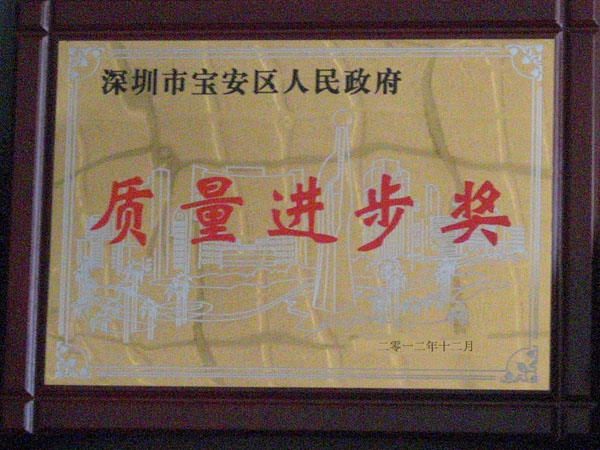 深圳市宝安区人民政府
质量进步奖
二零一二年十二月